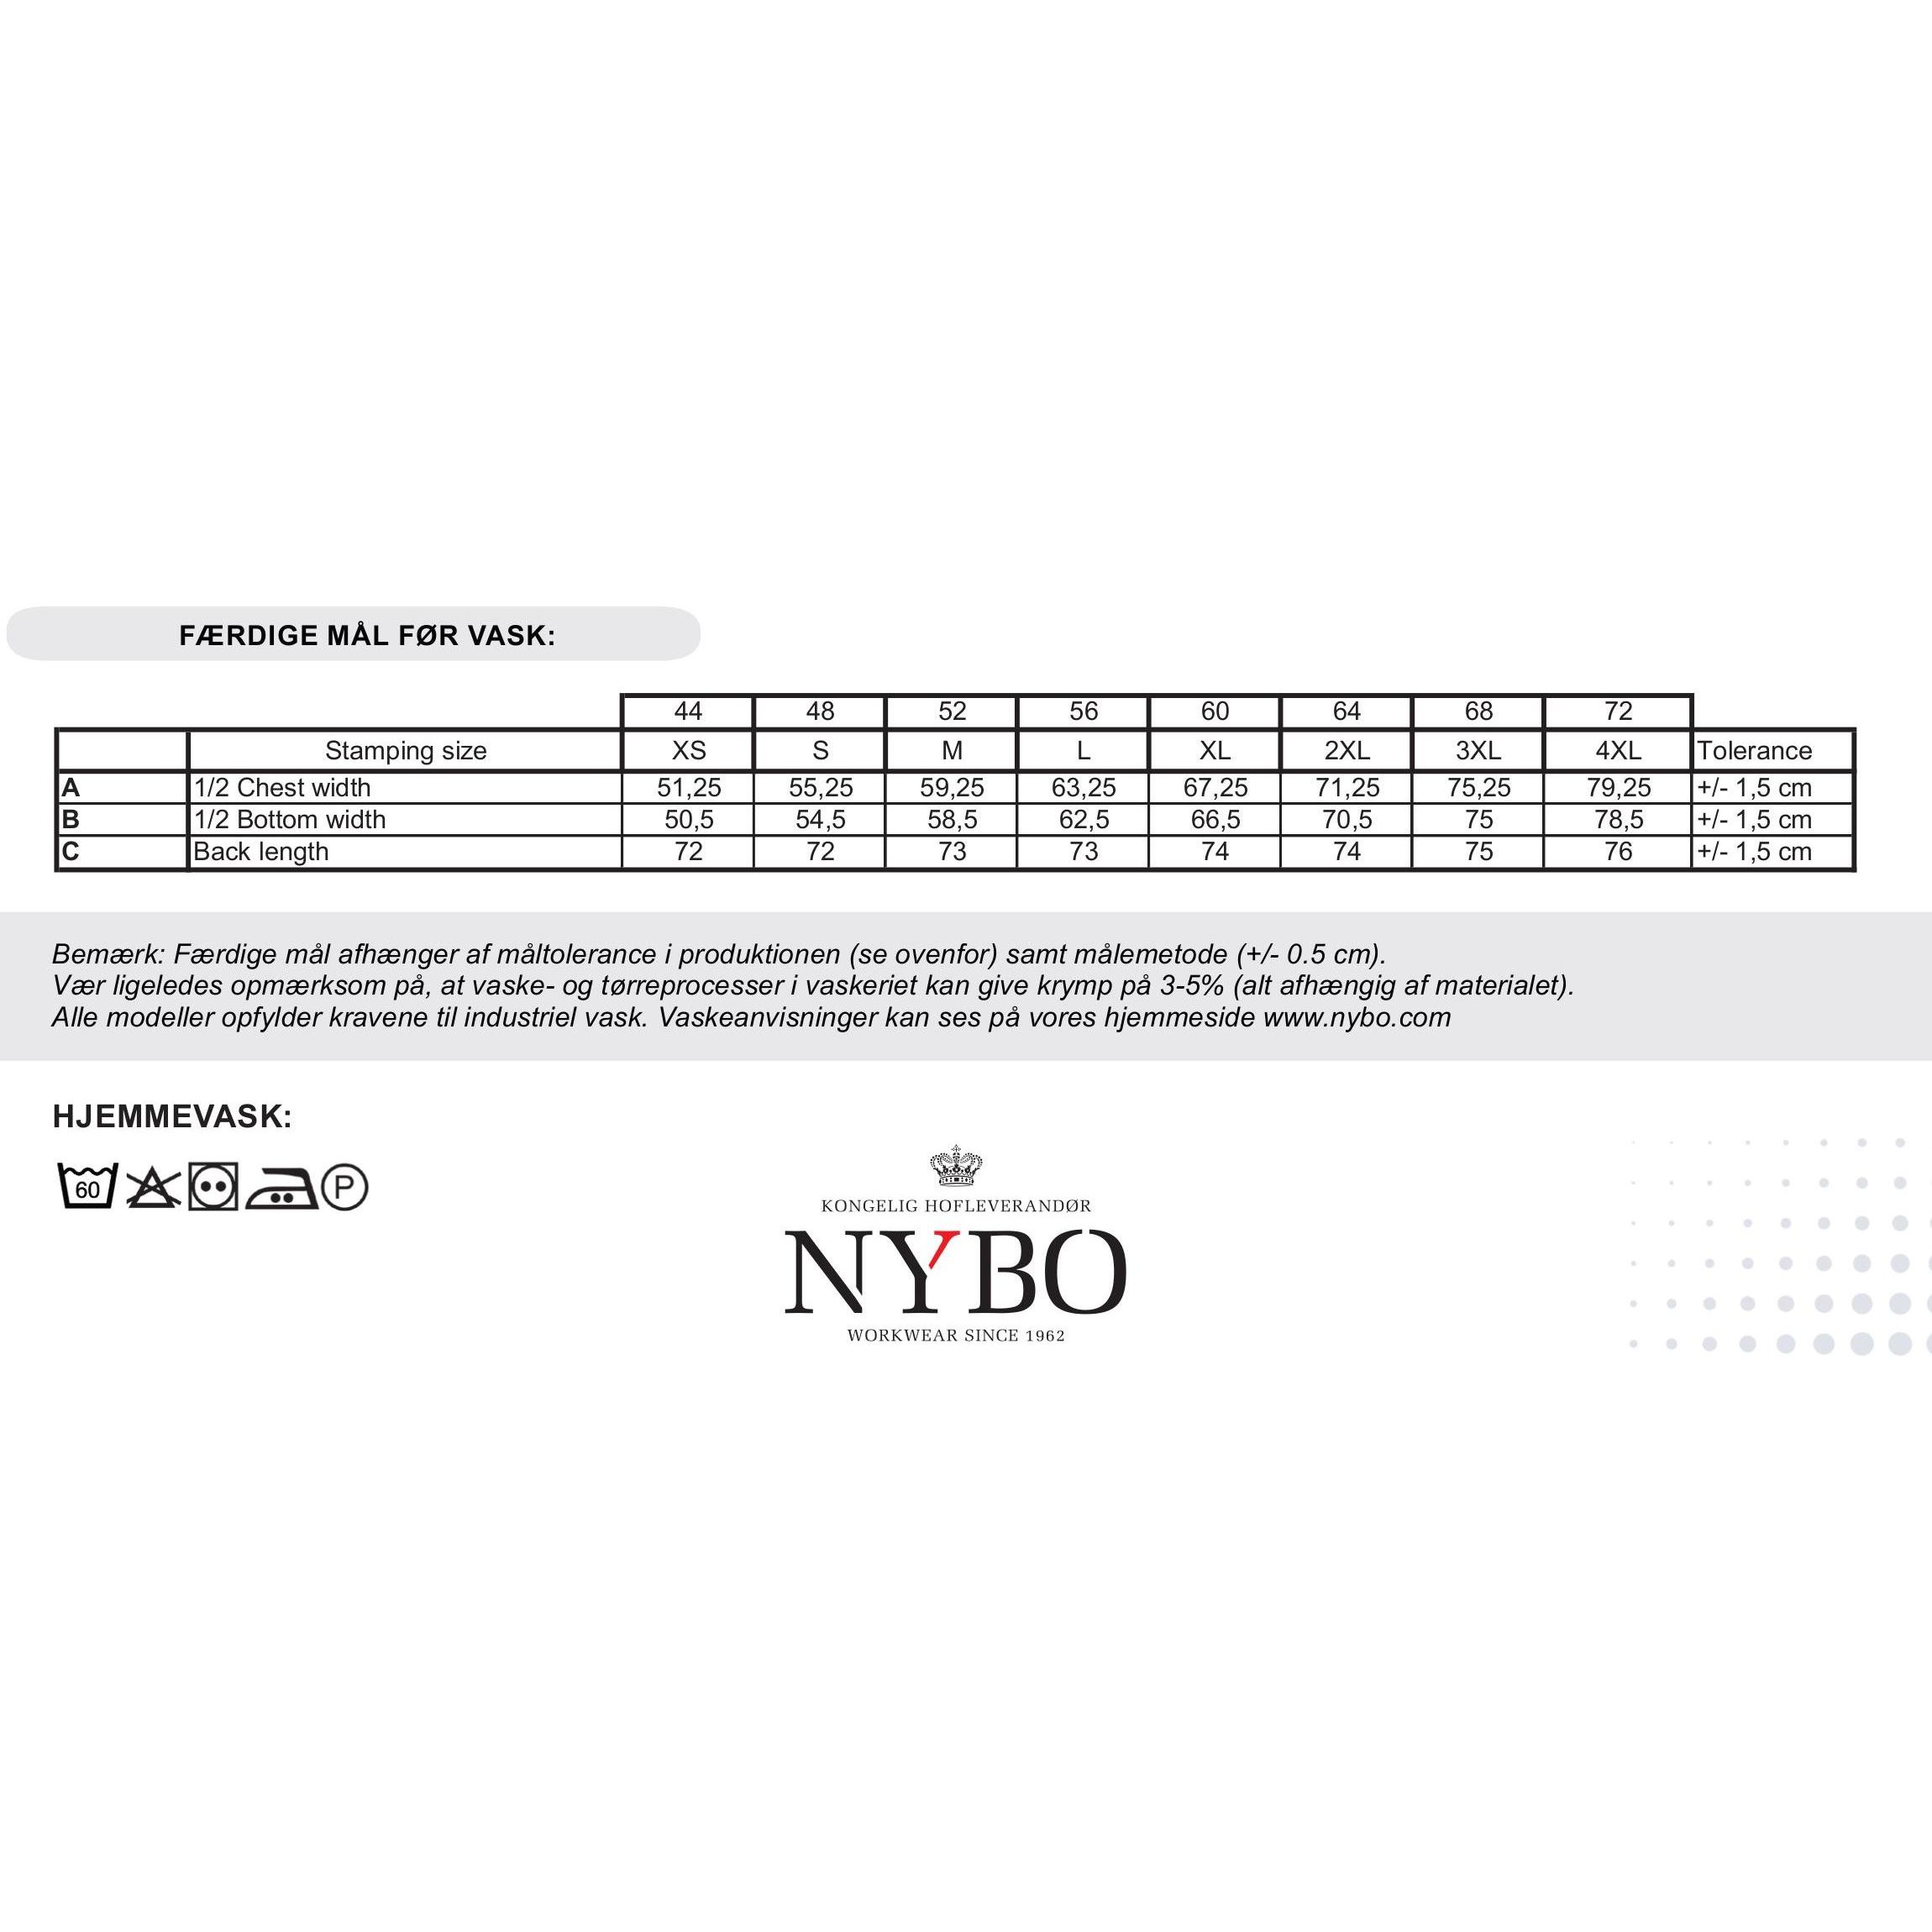 FÆRDIGE MÅL FØR VASK:
44 48 52 56 60 64 68 72
Stamping size XS S M L XL 2XL 3XL 4XL Tolerance
A 1/2 Chest width 51,25 55,25 59,25 63,25 67,25 71,25 75,25 79,25 +/- 1,5 cm
B 1/2 Bottom width 50,5 54,5 58,5 62,5 66,5 70,5 75 78,5 +/- 1,5 cm
C Back length 72 72 73 73 74 74 75 76 +/- 1,5 cm
Bemærk: Færdige mål afhænger af måltolerance i produktionen (se ovenfor) samt målemetode (+/- 0.5 cm).
Vær ligeledes opmærksom på, at vaske- og tørreprocesser i vaskeriet kan give krymp på 3-5% (alt afhængig af materialet).
Alle modeller opfylder kravene til industriel vask. Vaskeanvisninger kan ses på vores hjemmeside www.nybo.com
HJEMMEVASK:
60 P
KONGELIG HOFLEVERANDØR
NYBO
WORKWEAR SINCE 1962